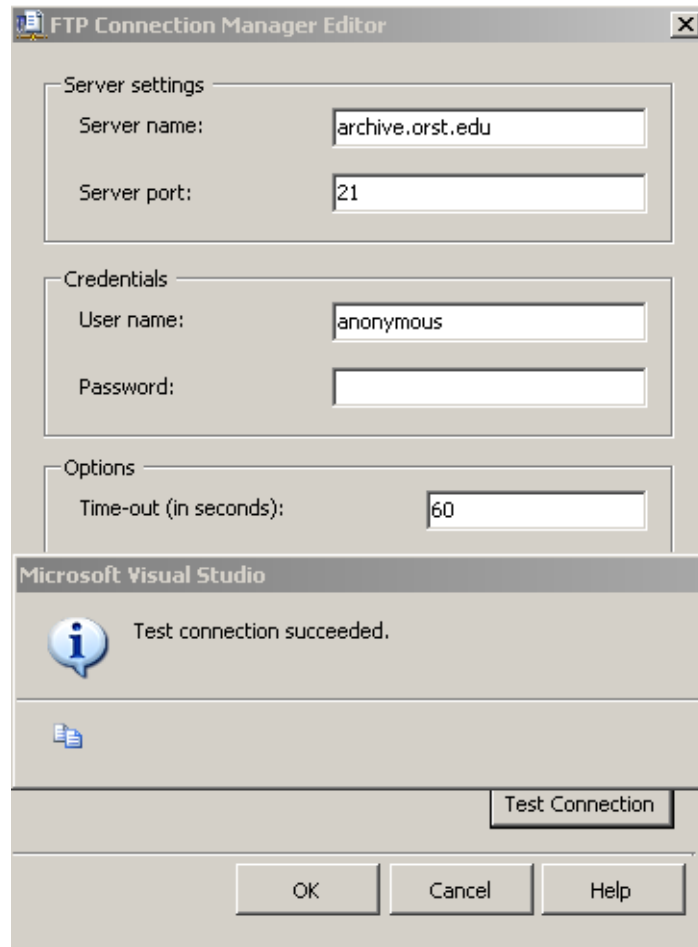 FTP Connection Manager Editor
Server settings
Server name: archive.orst.edu
Server port: 21
Credentials
User name: anonymous
Password:
Options
Time-out (in seconds): 60
Microsoft Visual Studio
Test connection succeeded.
Test Connection
OK Cancel Help